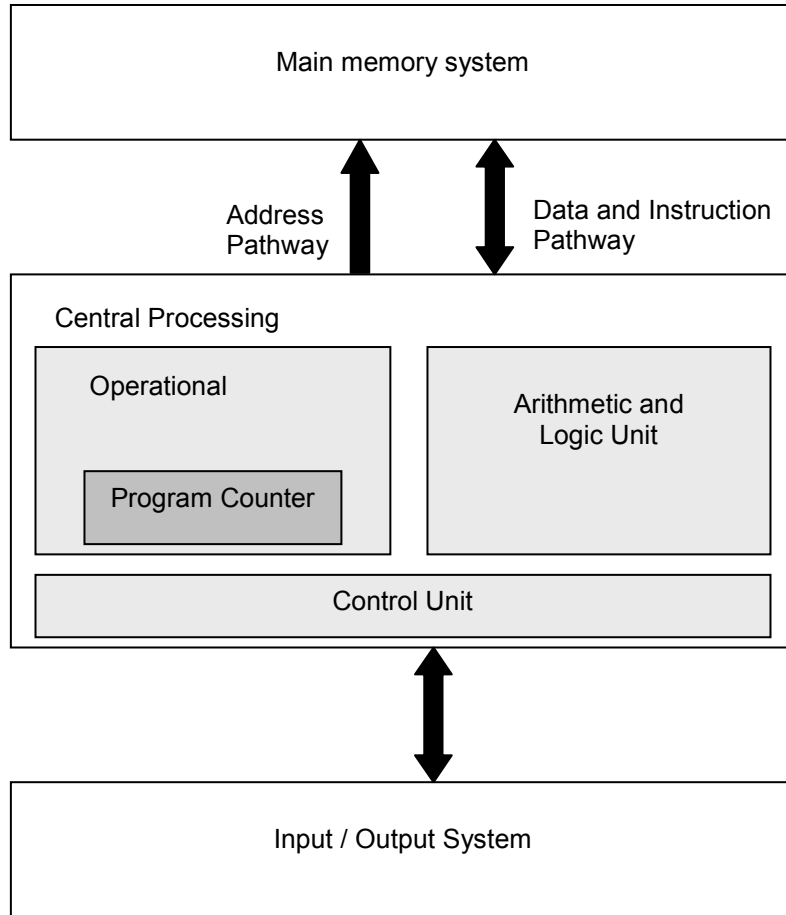 Main memory system
Address
Pathway
Data and Instruction
Pathway
Central Processing
Operational
Program Counter
Arithmetic and
Logic Unit
Control Unit
Input / Output System